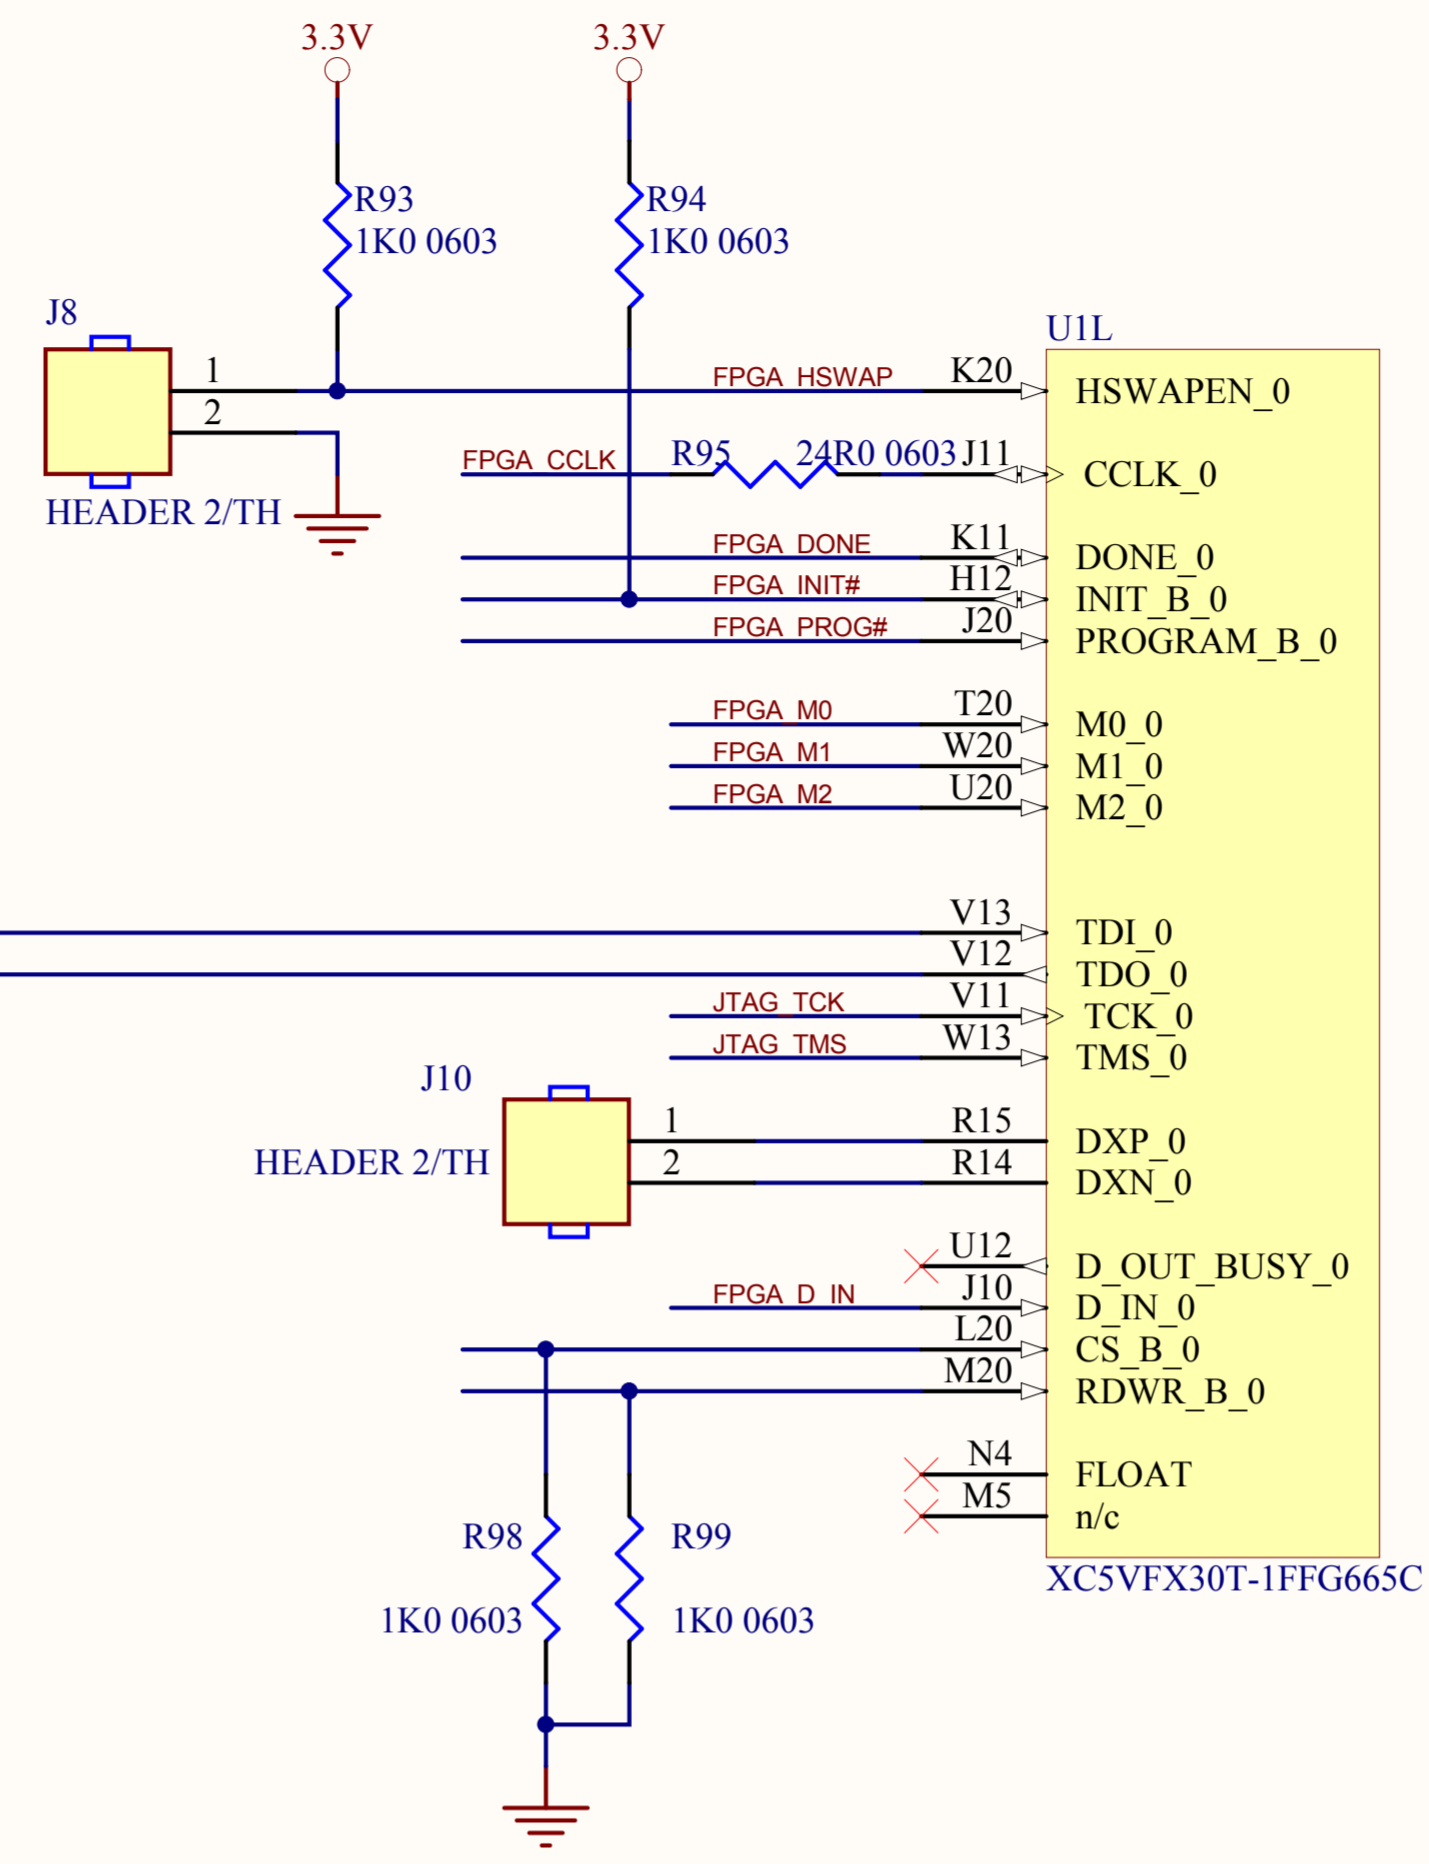 3.3V
3.3V
R93
1K0 0603
R94
1K0 0603
J8
1
2
HEADER 2/TH
U1L
FPGA_HSWAP
K20
HSWAPEN_0
FPGA_CCLK
R95
24R0 0603
J11
CCLK_0
FPGA_DONE
K11
DONE_0
FPGA_INIT#
H12
INIT_B_0
FPGA_PROG#
J20
PROGRAM_B_0
FPGA_M0
T20
M0_0
FPGA_M1
W20
M1_0
FPGA_M2
U20
M2_0
V13
TDI_0
V12
TDO_0
JTAG_TCK
V11
TCK_0
JTAG_TMS
W13
TMS_0
J10
HEADER 2/TH
1
2
R15
DXP_0
R14
DXN_0
U12
D_OUT_BUSY_0
FPGA_D_IN
J10
D_IN_0
L20
CS_B_0
M20
RDWR_B_0
N4
FLOAT
M5
n/c
R98
1K0 0603
R99
1K0 0603
XC5VFX30T-1FFG665C